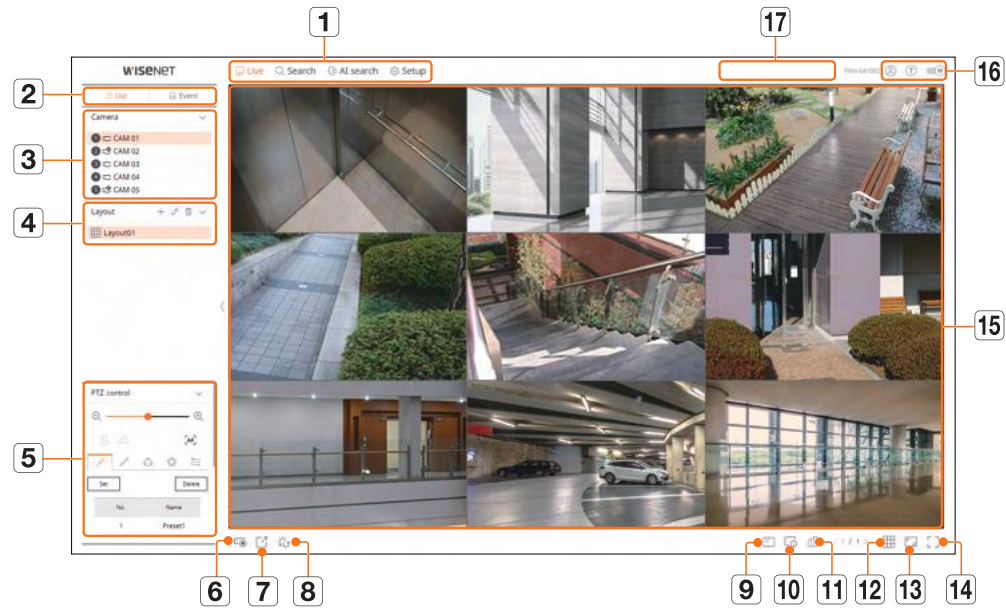 1
17
WISENET
Live Search AI search Setup
16
2
List Event
Camera
CAM 01
CAM 02
3
CAM 03
CAM 04
CAM 05
4
Layout
Layout01
15
PTZ control
AF
5
Set Delete
No. Name
1 Preset1
6
7
8
9
10
11
12
13
14